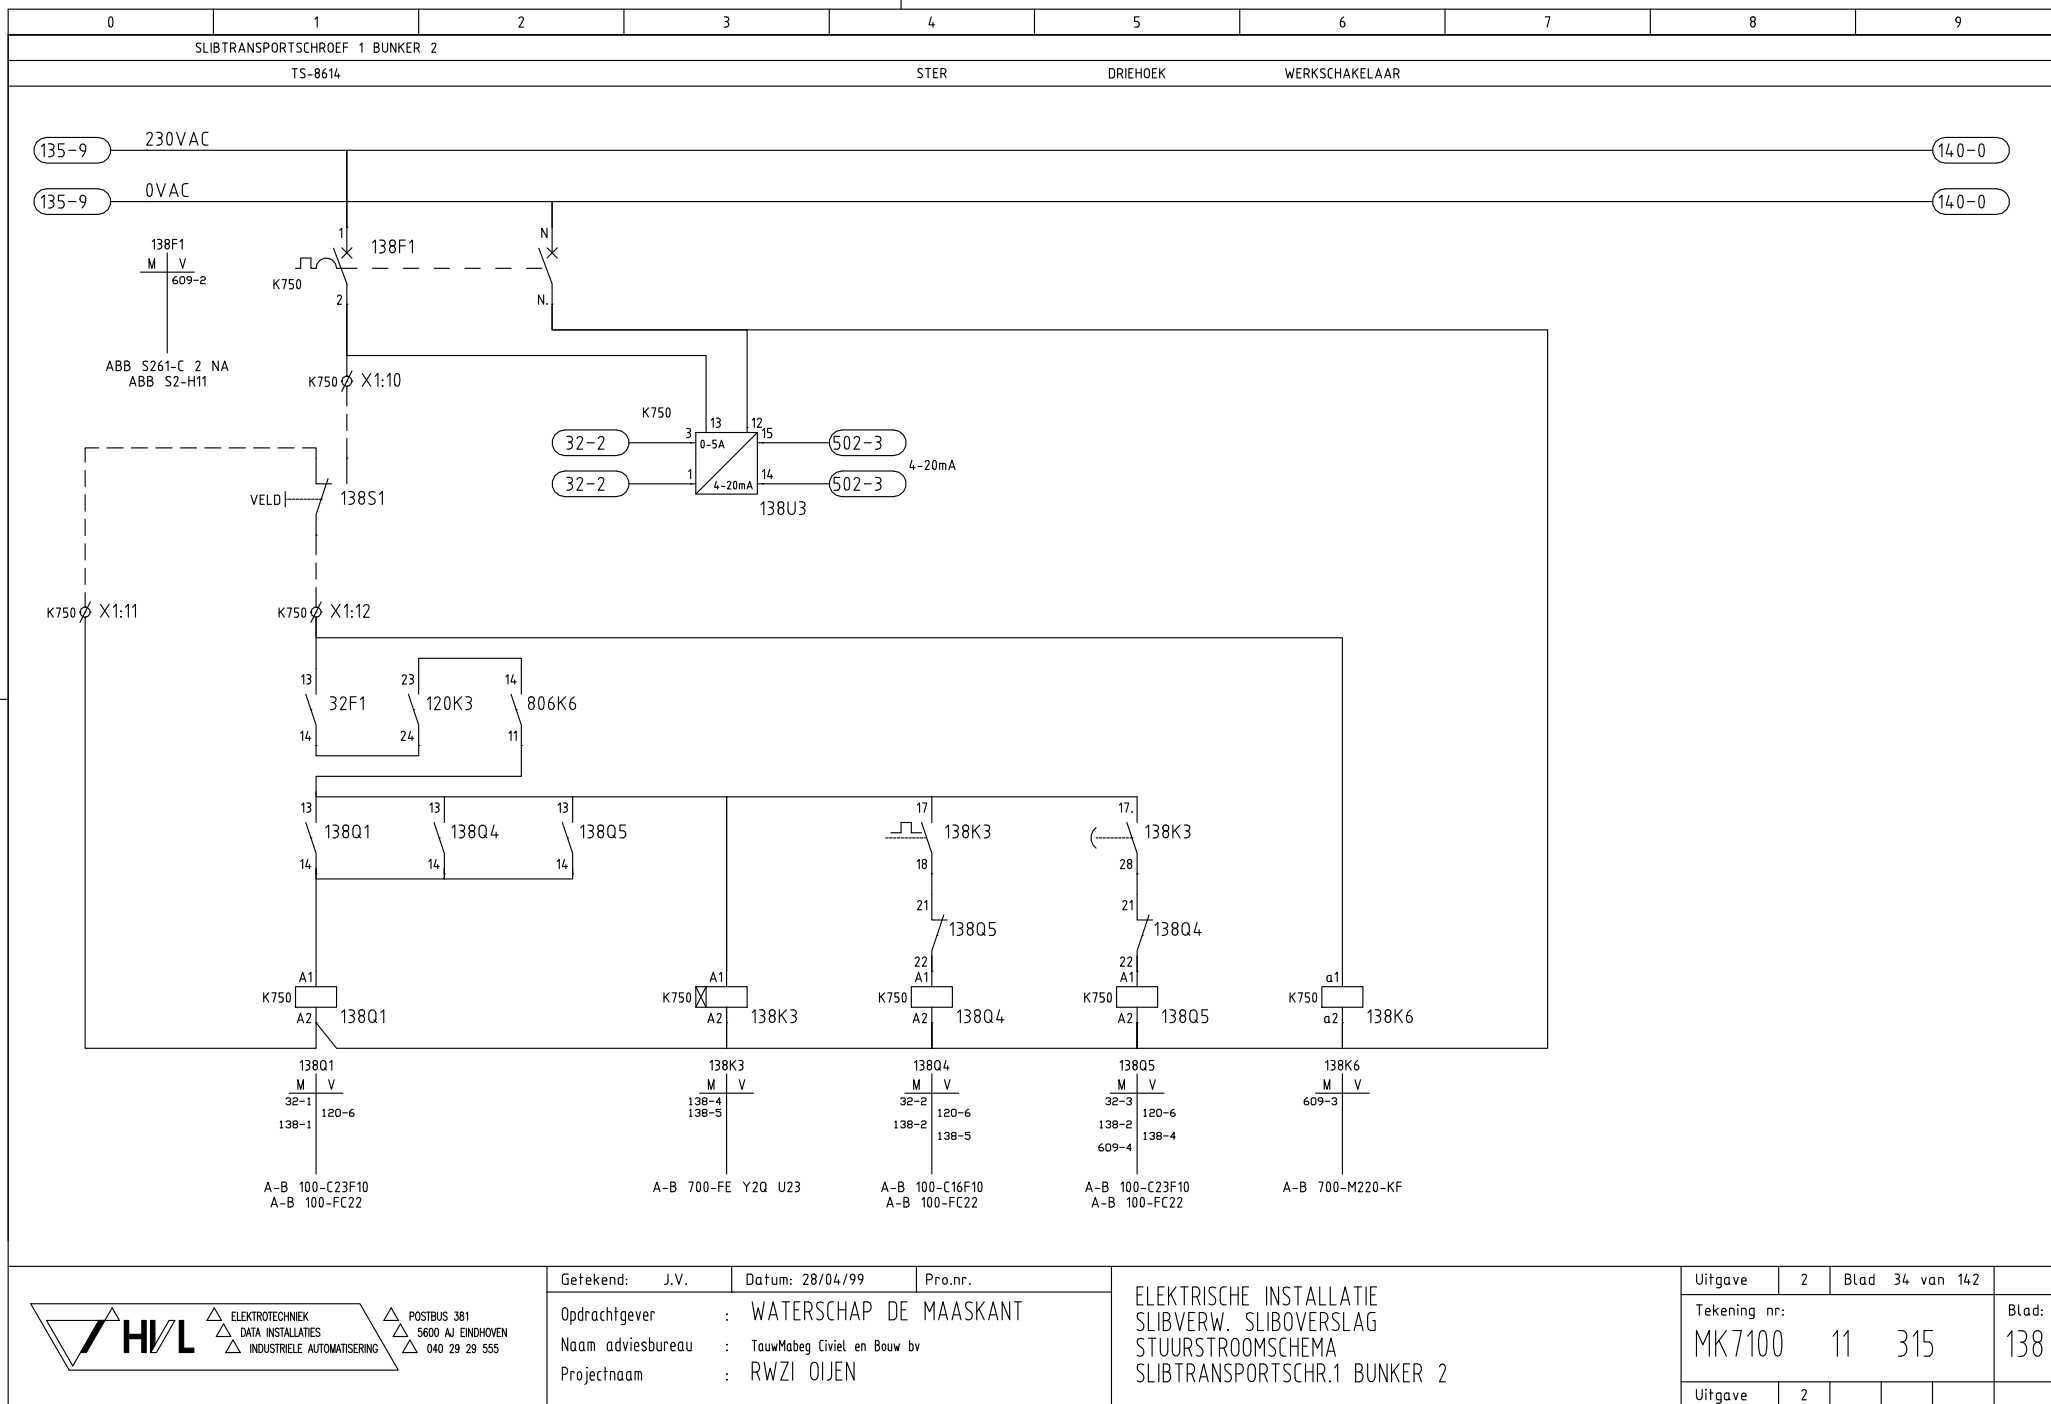 0 1 2 3 4 5 6 7 8 9
SLIBTRANSPORTSCHROEF 1 BUNKER 2
TS-8614 STER DRIEHOEK WERKSCHAKELAAR
135-9 230VAC 140-0
135-9 0VAC 140-0
138F1
M V
609-2
ABB S261-C 2 NA
ABB S2-H11
1 138F1 N
K750
2 N.
K750 X1:10
K750
13 12
32-2 3 0-5A 15 502-3
4-20mA
32-2 1 4-20mA 14 502-3
138U3
VELD 138S1
K750 X1:11 K750 X1:12
13 23 14
32F1 120K3 806K6
14 24 11
13 13 13 17 17.
138Q1 138Q4 138Q5 138K3 138K3
14 14 14 18 28
21 21
138Q5 138Q4
22 22
A1 A1 A1 A1 a1
K750 K750 K750 K750 K750
A2 138Q1 A2 138K3 A2 138Q4 A2 138Q5 a2 138K6
138Q1 138K3 138Q4 138Q5 138K6
M V M V M V M V M V
32-1 138-4 32-2 32-3 609-3
120-6 138-5 120-6 120-6
138-1 138-2 138-2
138-5 138-4
609-4
A-B 100-C23F10 A-B 700-FE Y2Q U23 A-B 100-C16F10 A-B 100-C23F10 A-B 700-M220-KF
A-B 100-FC22 A-B 100-FC22 A-B 100-FC22
HVL
ELEKTROTECHNIEK
DATA INSTALLATIES
INDUSTRIELE AUTOMATISERING
POSTBUS 381
5600 AJ EINDHOVEN
040 29 29 555
Getekend: J.V. Datum: 28/04/99 Pro.nr.
Opdrachtgever : WATERSCHAP DE MAASKANT
Naam adviesbureau : TauwMabeg Civiel en Bouw bv
Projectnaam : RWZI OIJEN
ELEKTRISCHE INSTALLATIE
SLIBVERW. SLIBOVERSLAG
STUURSTROOMSCHEMA
SLIBTRANSPORTSCHR.1 BUNKER 2
Uitgave 2 Blad 34 van 142
Tekening nr: Blad:
MK7100 11 315 138
Uitgave 2